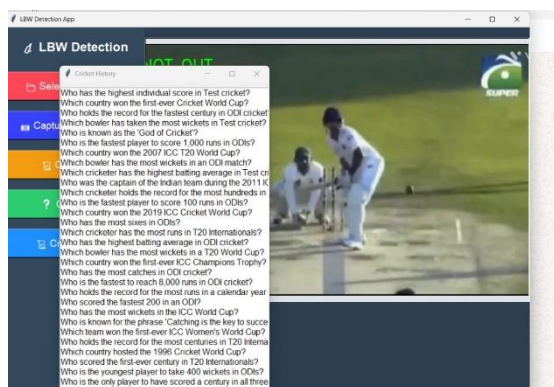 LBW Detection App
LBW Detection
NOT OUT
SUPER
Sele
Captu
?
C
Cricket History
Who has the highest individual score in Test cricket?
Which country won the first-ever Cricket World Cup?
Who holds the record for the fastest century in ODI cricket
Which bowler has taken the most wickets in Test cricket?
Who is known as the 'God of Cricket'?
Who is the fastest player to score 1,000 runs in ODIs?
Which country won the 2007 ICC T20 World Cup?
Which bowler has the most wickets in an ODI match?
Which cricketer has the highest batting average in Test cri
Who was the captain of the Indian team during the 2011 IC
Which cricketer holds the record for the most hundreds in
Who is the fastest player to score 100 runs in ODIs?
Which country won the 2019 ICC Cricket World Cup?
Who has the most sixes in ODIs?
Which cricketer has the most runs in T20 Internationals?
Who has the highest batting average in ODI cricket?
Which bowler has the most wickets in a T20 World Cup?
Which country won the first-ever ICC Champions Trophy?
Who has the most catches in ODI cricket?
Who is the fastest to reach 8,000 runs in ODI cricket?
Who holds the record for the most runs in a calendar year
Who scored the fastest 200 in an ODI?
Who has the most wickets in the ICC World Cup?
Who is known for the phrase 'Catching is the key to succe
Which team won the first-ever ICC Women's World Cup?
Who holds the record for the most centuries in T20 Interna
Which country hosted the 1996 Cricket World Cup?
Who scored the first-ever century in T20 Internationals?
Who is the youngest player to take 400 wickets in ODIs?
Who is the only player to have scored a century in all three